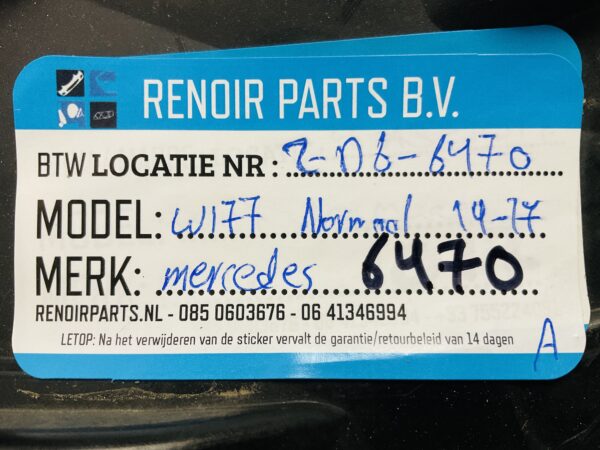 RENOIR PARTS B.V.
BTW LOCATIE NR : 2-D6-6470
MODEL: W177 Normaal 14-17
MERK: mercedes 6470
RENOIRPARTS.NL - 085 0603676 - 06 41346994
LETOP: Na het verwijderen van de sticker vervalt de garantie/retourbeleid van 14 dagen
A